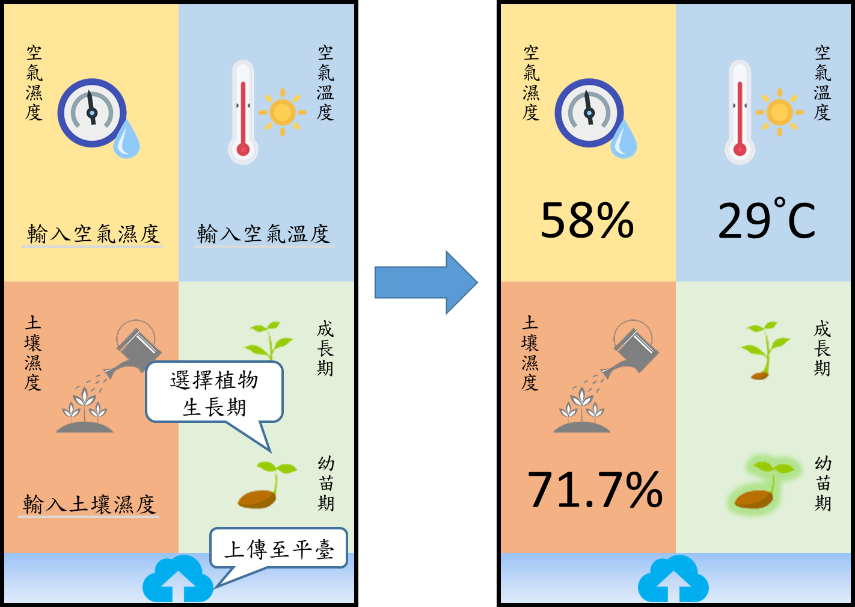 空氣濕度
空氣溫度
輸入空氣濕度
輸入空氣溫度
土壤濕度
成長期
選擇植物
生長期
幼苗期
輸入土壤濕度
上傳至平臺
空氣濕度
空氣溫度
58%
29°C
土壤濕度
成長期
幼苗期
71.7%